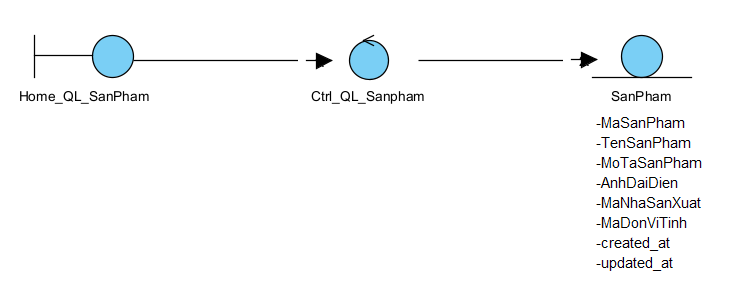 Home_QL_SanPham
Ctrl_QL_Sanpham
SanPham
-MaSanPham
-TenSanPham
-MoTaSanPham
-AnhDaiDien
-MaNhaSanXuat
-MaDonViTinh
-created_at
-updated_at